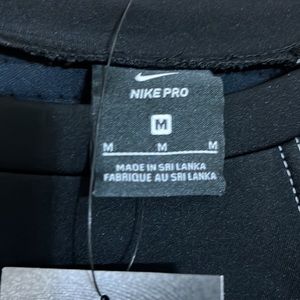 NIKE PRO
M
M M M
MADE IN SRI LANKA
FABRIQUE AU SRI LANKA